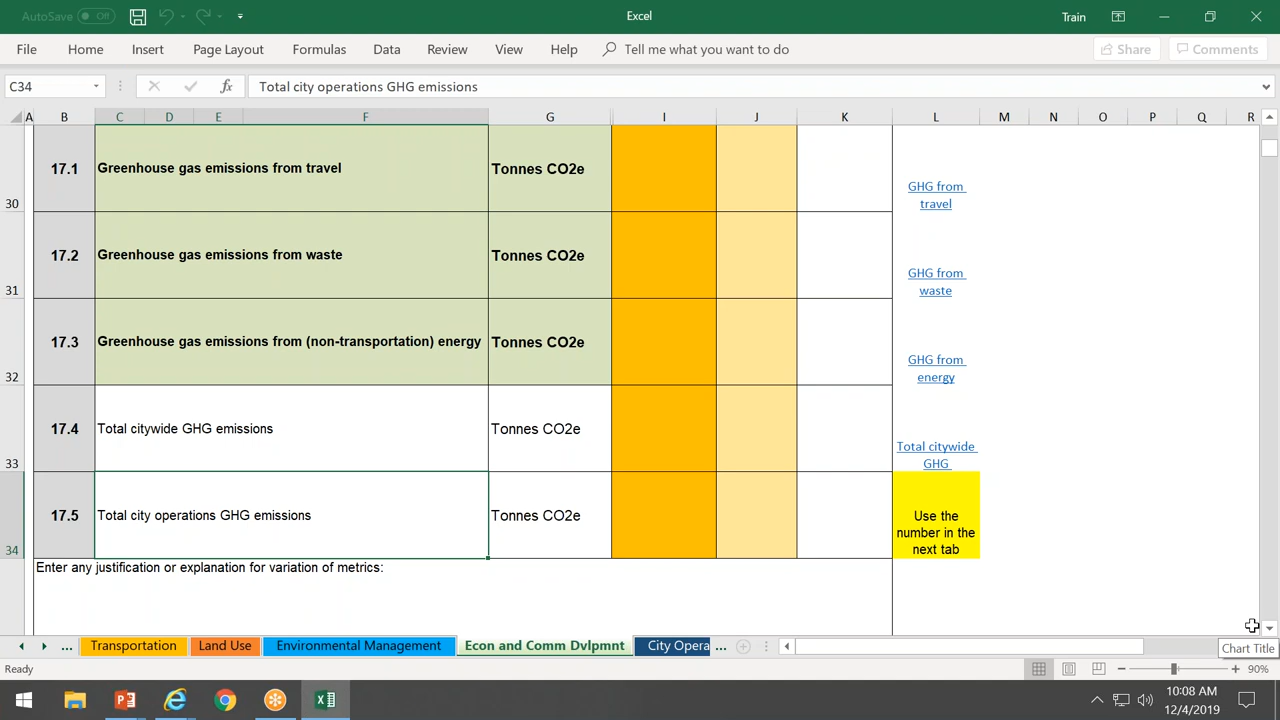 AutoSave Off Excel Train
File Home Insert Page Layout Formulas Data Review View Help Tell me what you want to do Share Comments
C34 fx Total city operations GHG emissions
A B C D E F G I J K L M N O P Q R
30 17.1 Greenhouse gas emissions from travel Tonnes CO2e
GHG from
travel
31 17.2 Greenhouse gas emissions from waste Tonnes CO2e
GHG from
waste
32 17.3 Greenhouse gas emissions from (non-transportation) energy Tonnes CO2e
GHG from
energy
33 17.4 Total citywide GHG emissions Tonnes CO2e
Total citywide
GHG
34 17.5 Total city operations GHG emissions Tonnes CO2e
Use the
number in the
next tab
Enter any justification or explanation for variation of metrics:
... Transportation Land Use Environmental Management Econ and Comm Dvlpmnt City Opera ...
Chart Title
Ready 90%
10:08 AM
12/4/2019